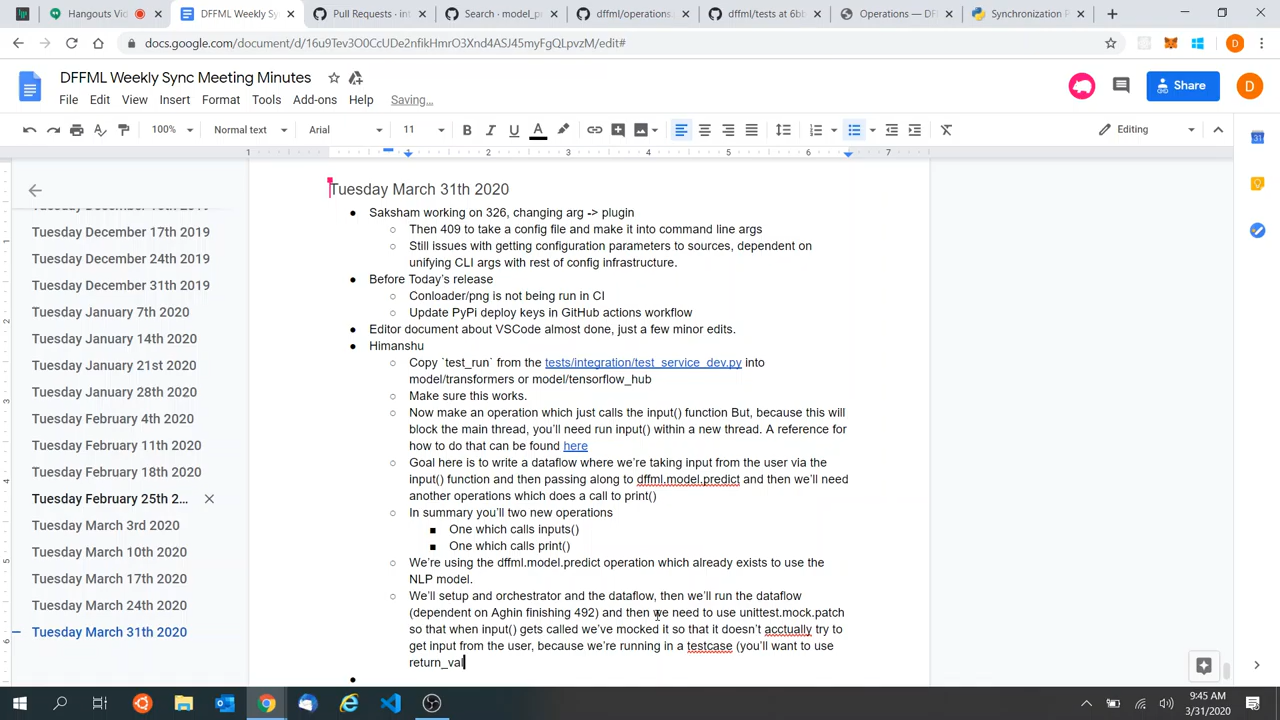 Hangouts Vid
DFFML Weekly Sy
Pull Requests · int
Search · model_pr
dffml/operations.
dffml/tests at 6bb
Operations — DF
Synchronization P
docs.google.com/document/d/16u9Tev3O0CcUDe2nfikHmrO3Xnd4ASJ45myFgQLpvzM/edit#
D
DFFML Weekly Sync Meeting Minutes
File Edit View Insert Format Tools Add-ons Help Saving...
Share
D
100% Normal text Arial 11 B I U A Editing
1 1 2 3 4 5 6 7
December 17th 2019
Tuesday December 17th 2019
Tuesday December 24th 2019
Tuesday December 31th 2019
Tuesday January 7th 2020
Tuesday January 14th 2020
Tuesday January 21st 2020
Tuesday January 28th 2020
Tuesday February 4th 2020
Tuesday February 11th 2020
Tuesday February 18th 2020
Tuesday February 25th 2...
Tuesday March 3rd 2020
Tuesday March 10th 2020
Tuesday March 17th 2020
Tuesday March 24th 2020
Tuesday March 31th 2020
Tuesday March 31th 2020
Saksham working on 326, changing arg -> plugin
Then 409 to take a config file and make it into command line args
Still issues with getting configuration parameters to sources, dependent on
unifying CLI args with rest of config infrastructure.
Before Today's release
Conloader/png is not being run in CI
Update PyPi deploy keys in GitHub actions workflow
Editor document about VSCode almost done, just a few minor edits.
Himanshu
Copy `test_run` from the tests/integration/test_service_dev.py into
model/transformers or model/tensorflow_hub
Make sure this works.
Now make an operation which just calls the input() function But, because this will
block the main thread, you'll need run input() within a new thread. A reference for
how to do that can be found here
Goal here is to write a dataflow where we're taking input from the user via the
input() function and then passing along to dffml.model.predict and then we'll need
another operations which does a call to print()
In summary you'll two new operations
One which calls inputs()
One which calls print()
We're using the dffml.model.predict operation which already exists to use the
NLP model.
We'll setup and orchestrator and the dataflow, then we'll run the dataflow
(dependent on Aghin finishing 492) and then we need to use unittest.mock.patch
so that when input() gets called we've mocked it so that it doesn't acctually try to
get input from the user, because we're running in a testcase (you'll want to use
return_val
9:45 AM
3/31/2020